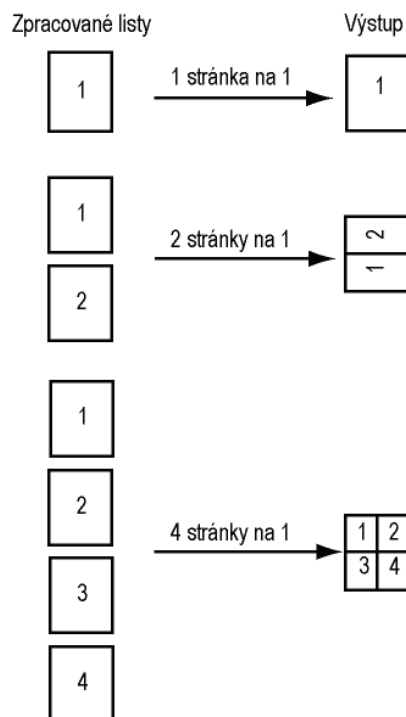 Zpracované listy Výstup
1 1 stránka na 1 1
1
2 stránky na 1
2
2
1
1
2
4 stránky na 1
1 2
3 4
3
4